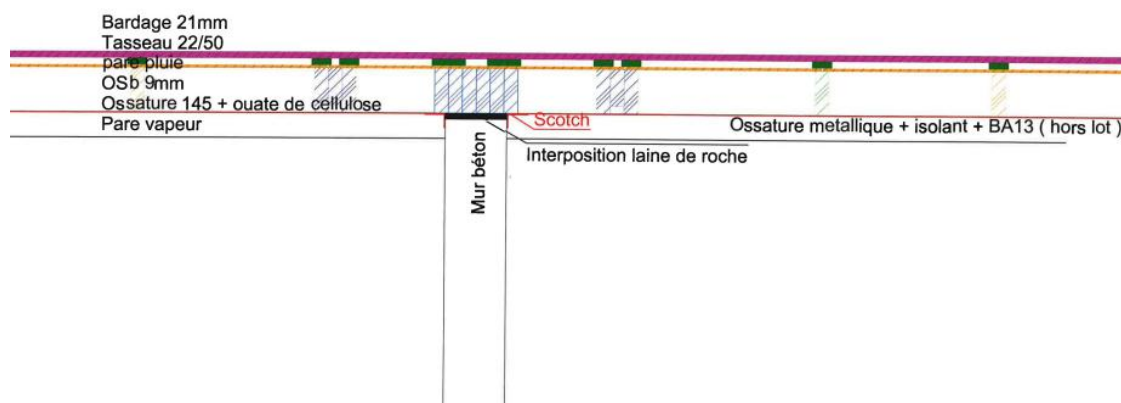 Bardage 21mm
Tasseau 22/50
pare pluie
OSb 9mm
Ossature 145 + ouate de cellulose
Pare vapeur
Scotch
Ossature metallique + isolant + BA13 ( hors lot )
Interposition laine de roche
Mur béton